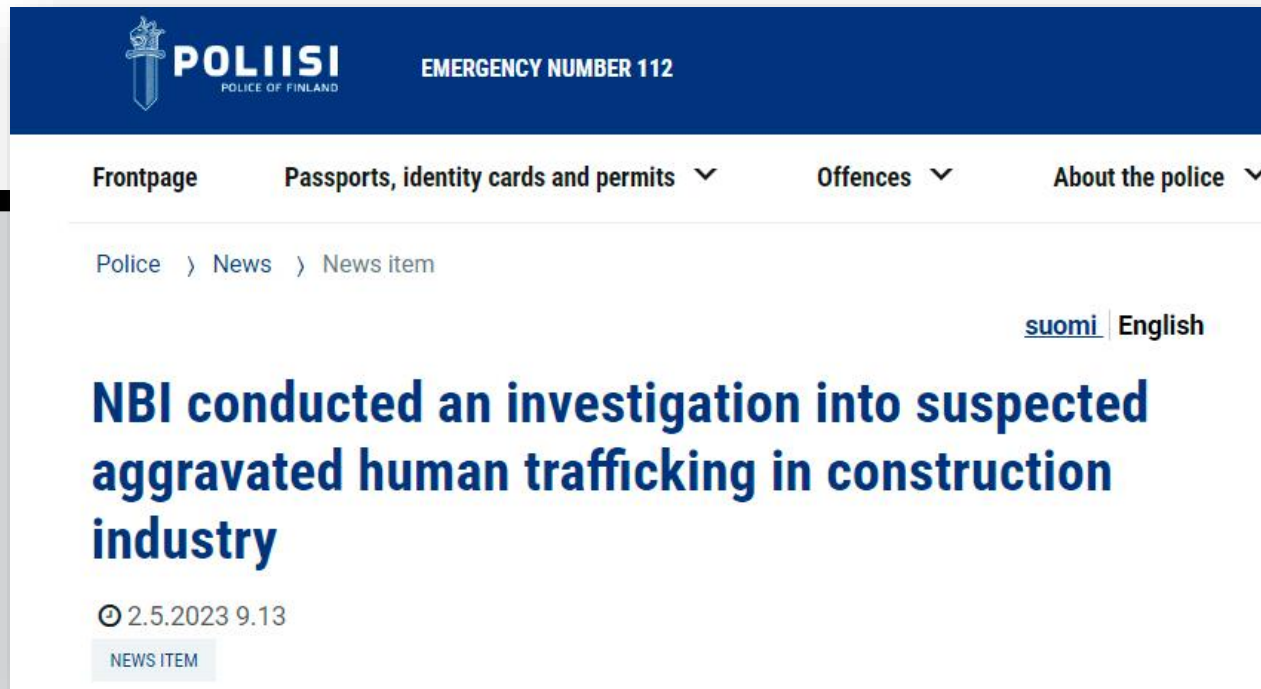 POLIISI
POLICE OF FINLAND
EMERGENCY NUMBER 112
Frontpage Passports, identity cards and permits Offences About the police
Police 〉 News 〉 News item
suomi | English
NBI conducted an investigation into suspected
aggravated human trafficking in construction
industry
2.5.2023 9.13
NEWS ITEM